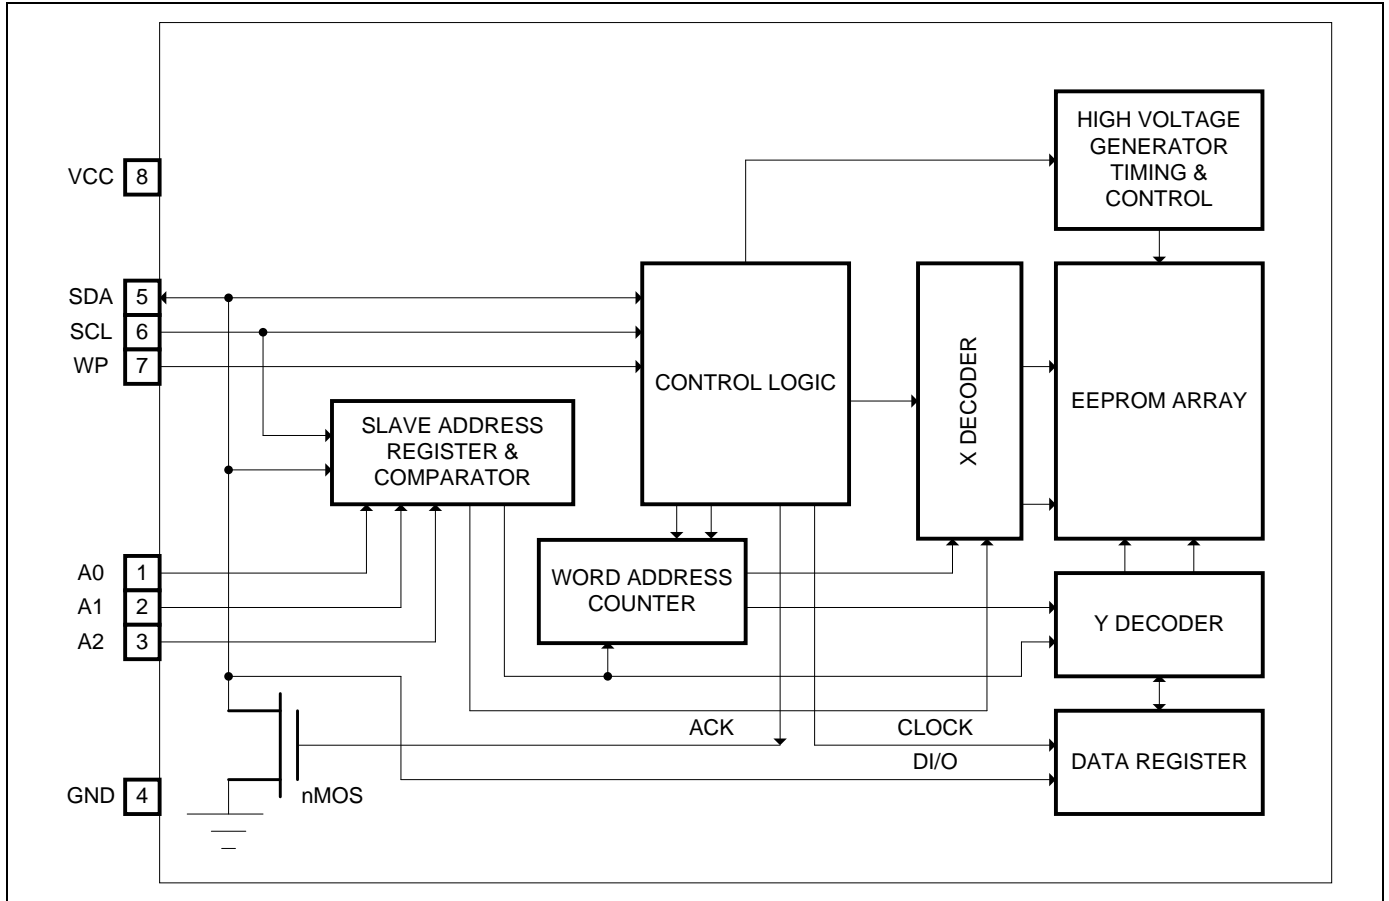 HIGH VOLTAGE
GENERATOR
TIMING &
CONTROL
VCC 8
SDA 5
SCL 6
WP 7
CONTROL LOGIC
X DECODER
EEPROM ARRAY
SLAVE ADDRESS
REGISTER &
COMPARATOR
A0 1
A1 2
A2 3
WORD ADDRESS
COUNTER
Y DECODER
ACK
CLOCK
DI/O
DATA REGISTER
GND 4
nMOS